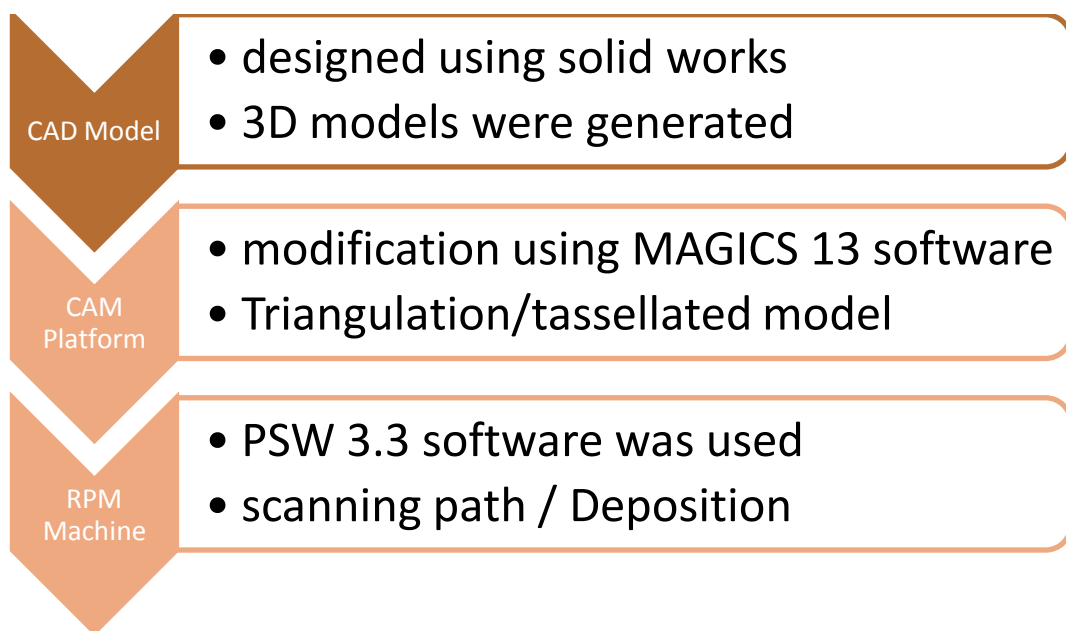 CAD Model
• designed using solid works
• 3D models were generated
CAM
Platform
• modification using MAGICS 13 software
• Triangulation/tassellated model
RPM
Machine
• PSW 3.3 software was used
• scanning path / Deposition